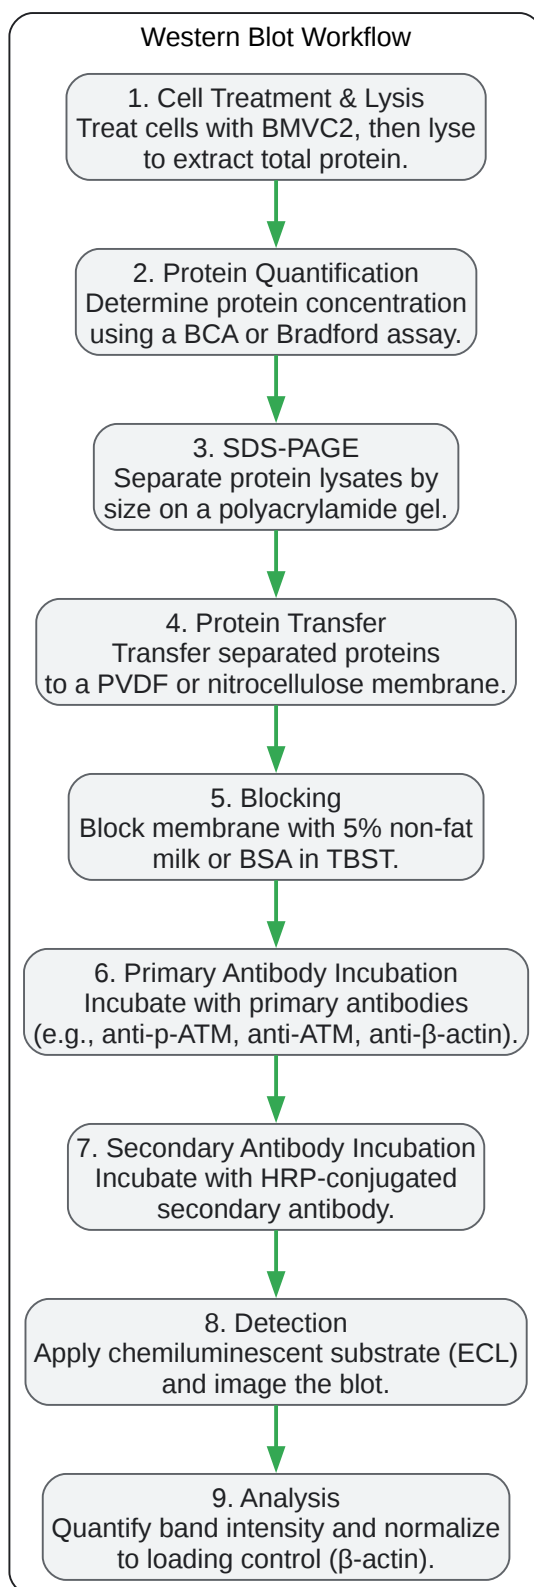 Western Blot Workflow
1. Cell Treatment & Lysis
Treat cells with BMVC2, then lyse
to extract total protein.
2. Protein Quantification
Determine protein concentration
using a BCA or Bradford assay.
3. SDS-PAGE
Separate protein lysates by
size on a polyacrylamide gel.
4. Protein Transfer
Transfer separated proteins
to a PVDF or nitrocellulose membrane.
5. Blocking
Block membrane with 5% non-fat
milk or BSA in TBST.
6. Primary Antibody Incubation
Incubate with primary antibodies
(e.g., anti-p-ATM, anti-ATM, anti-β-actin).
7. Secondary Antibody Incubation
Incubate with HRP-conjugated
secondary antibody.
8. Detection
Apply chemiluminescent substrate (ECL)
and image the blot.
9. Analysis
Quantify band intensity and normalize
to loading control (β-actin).